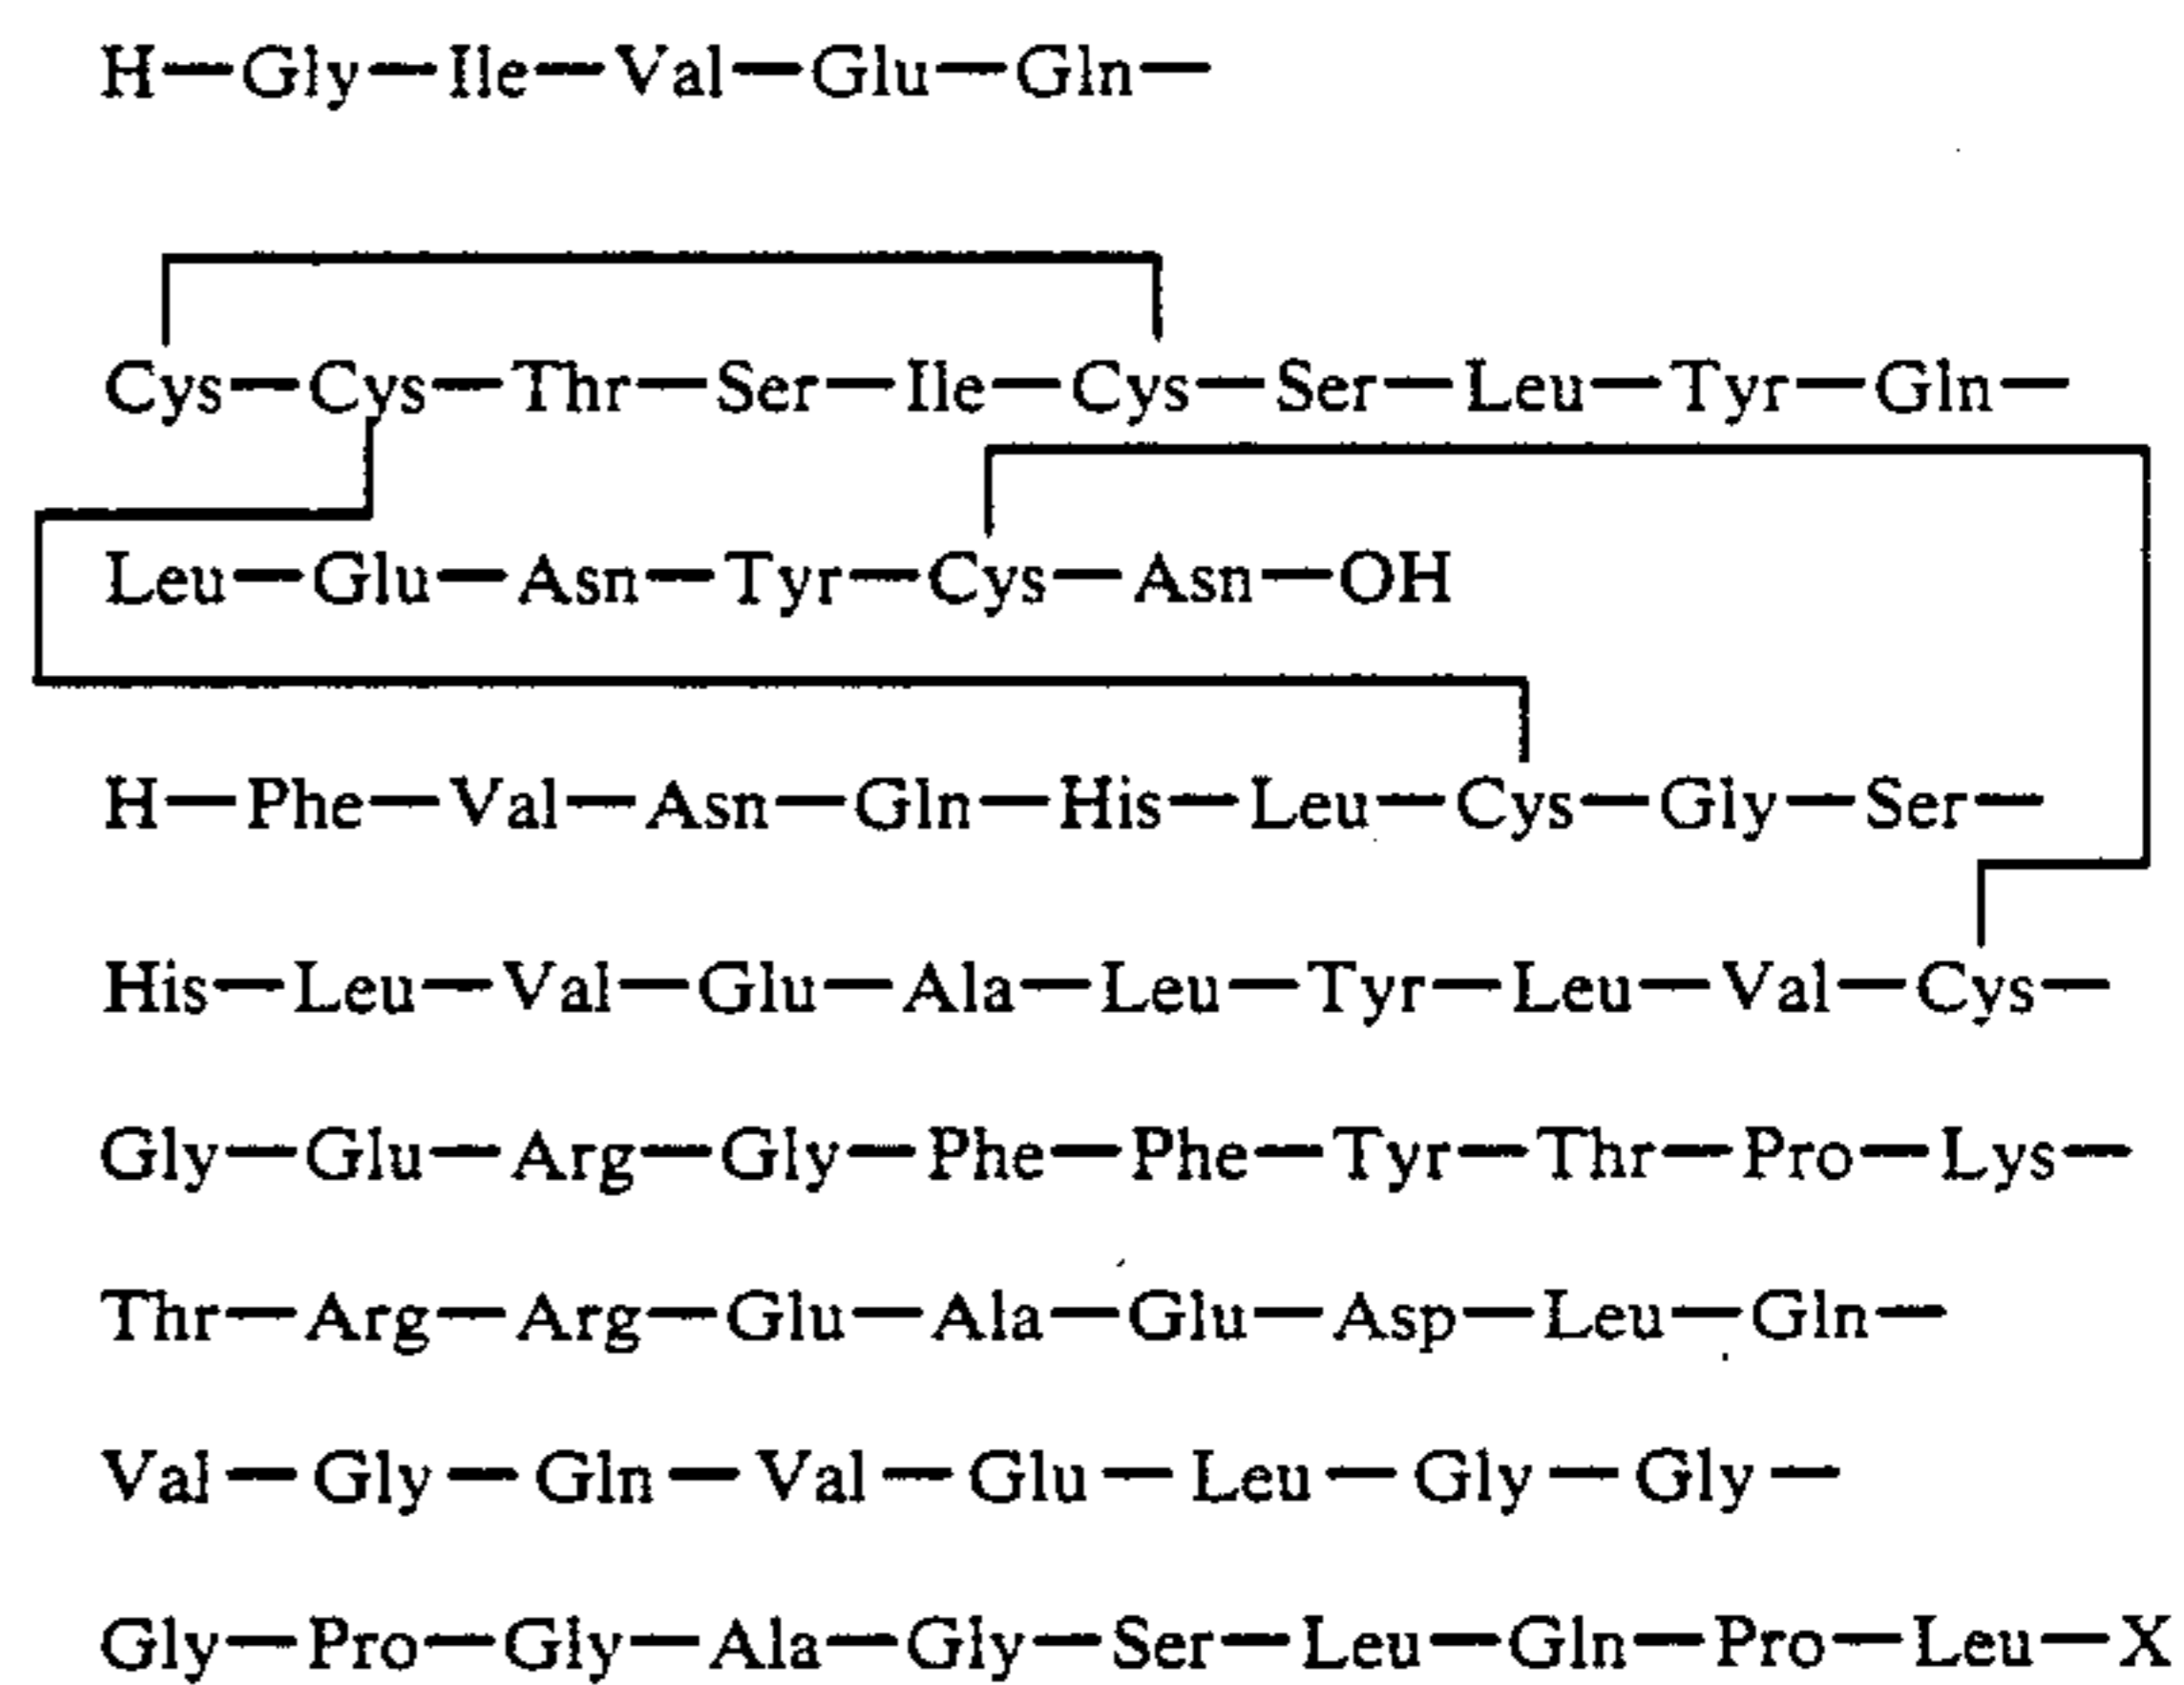 H—Gly—Ile—Val—Glu—Gln—
Cys—Cys—Thr—Ser—Ile—Cys—Ser—Leu—Tyr—Gln—
Leu—Glu—Asn—Tyr—Cys—Asn—OH
H—Phe—Val—Asn—Gln—His—Leu—Cys—Gly—Ser—
His—Leu—Val—Glu—Ala—Leu—Tyr—Leu—Val—Cys—
Gly—Glu—Arg—Gly—Phe—Phe—Tyr—Thr—Pro—Lys—
Thr—Arg—Arg—Glu—Ala—Glu—Asp—Leu—Gln—
Val—Gly—Gln—Val—Glu—Leu—Gly—Gly—
Gly—Pro—Gly—Ala—Gly—Ser—Leu—Gln—Pro—Leu—X